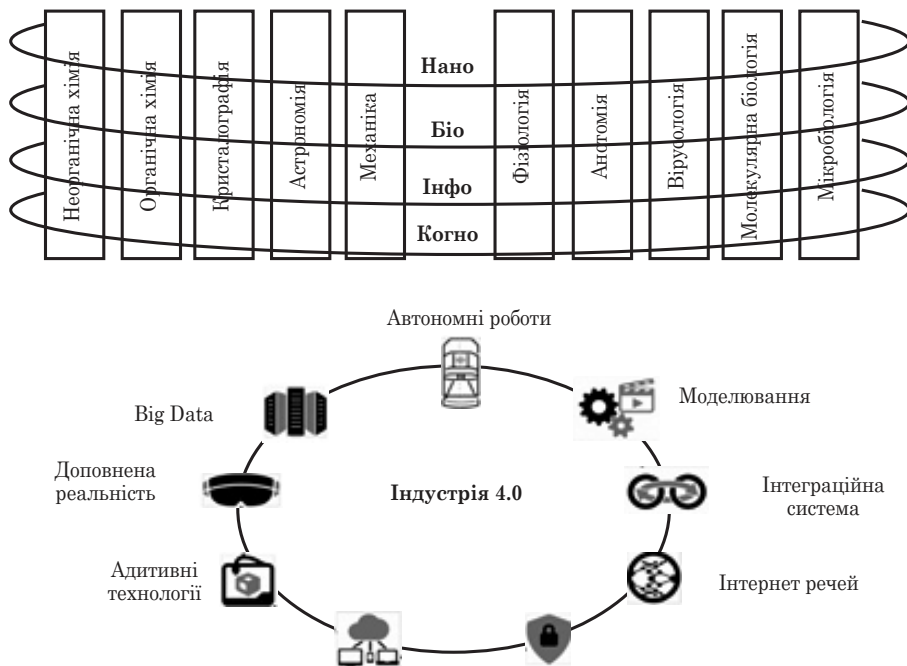 Неорганічна хімія
Органічна хімія
Кристалографія
Астрономія
Механіка
Нано
Біо
Інфо
Когно
Фізіологія
Анатомія
Вірусологія
Молекулярна біологія
Мікробіологія
Автономні роботи
Big Data
Моделювання
Доповнена
реальність
Індустрія 4.0
Інтеграційна
система
Адитивні
технології
Інтернет речей